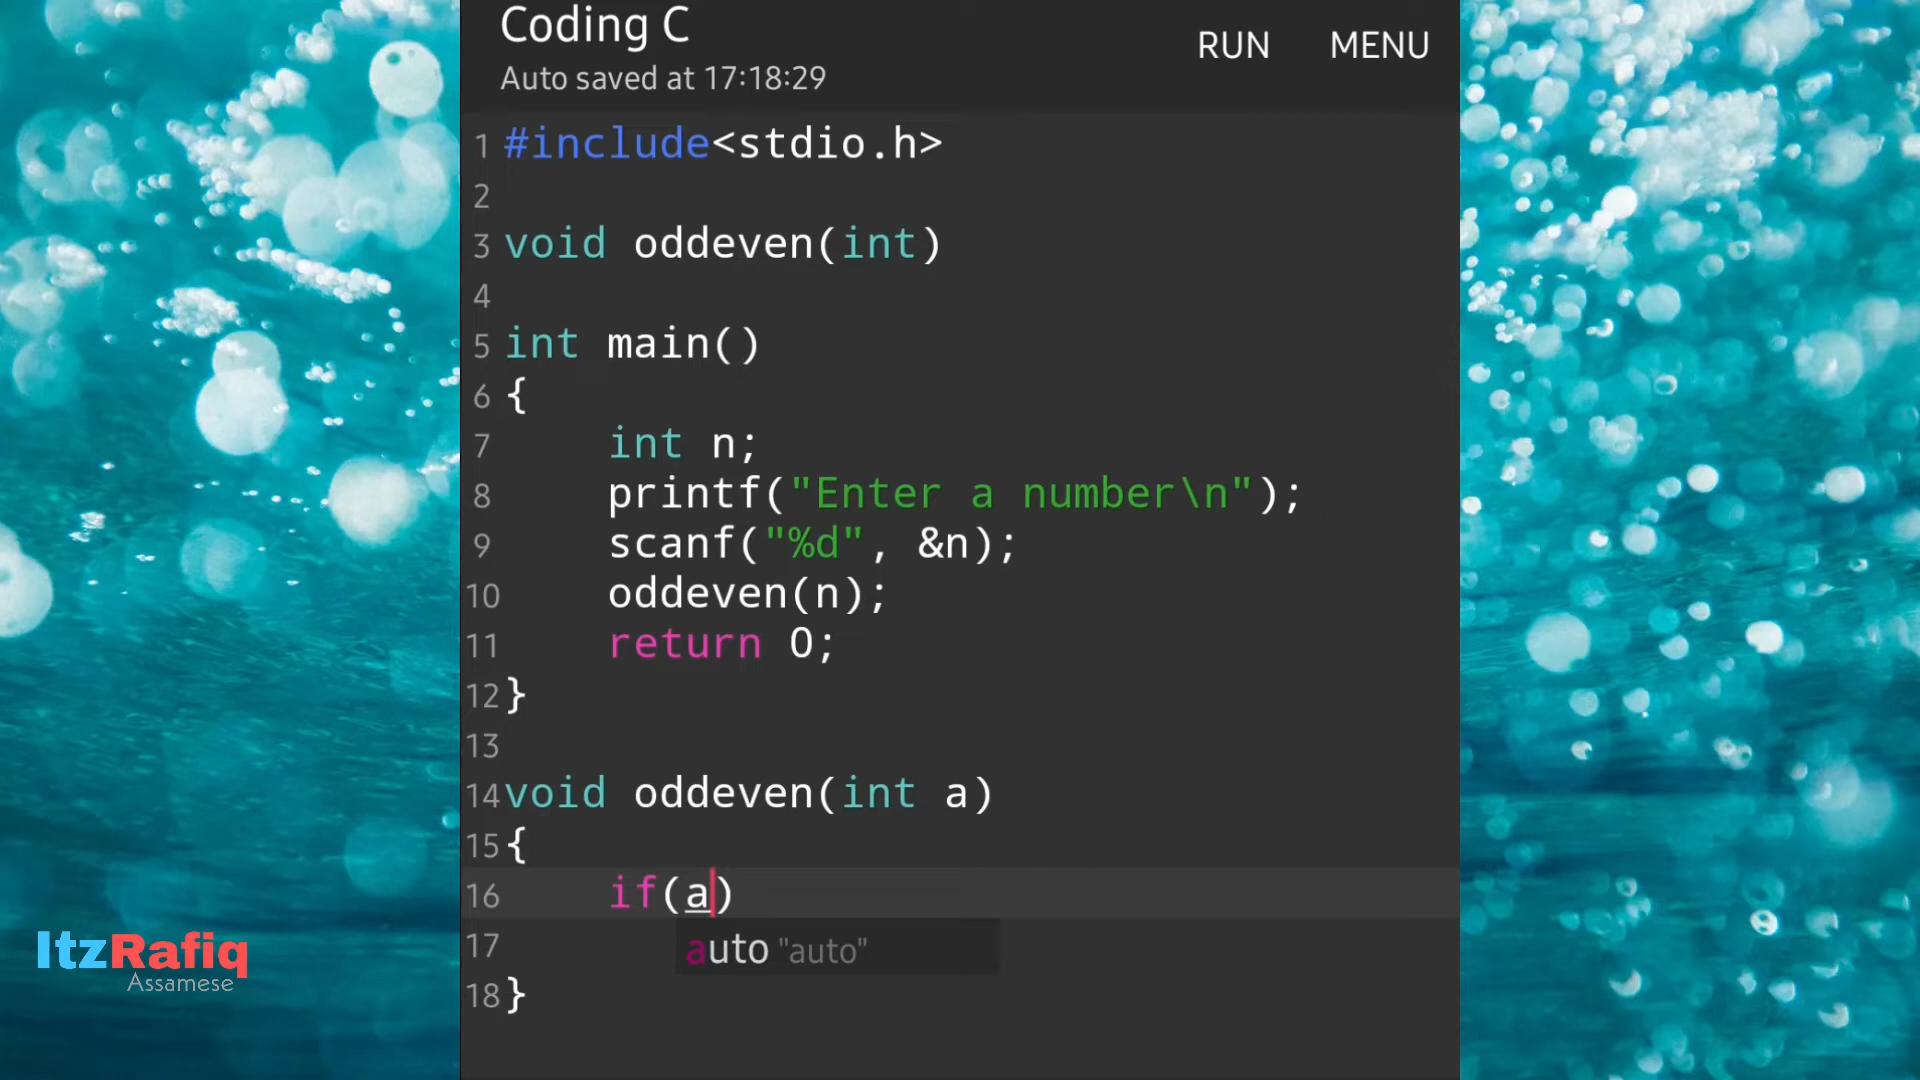 Coding C
Auto saved at 17:18:29
RUN MENU
1 #include<stdio.h>
2
3 void oddeven(int)
4
5 int main()
6 {
7 int n;
8 printf("Enter a number\n");
9 scanf("%d", &n);
10 oddeven(n);
11 return 0;
12 }
13
14 void oddeven(int a)
15 {
16 if(a)
17 auto "auto"
18 }
ItzRafiq
Assamese